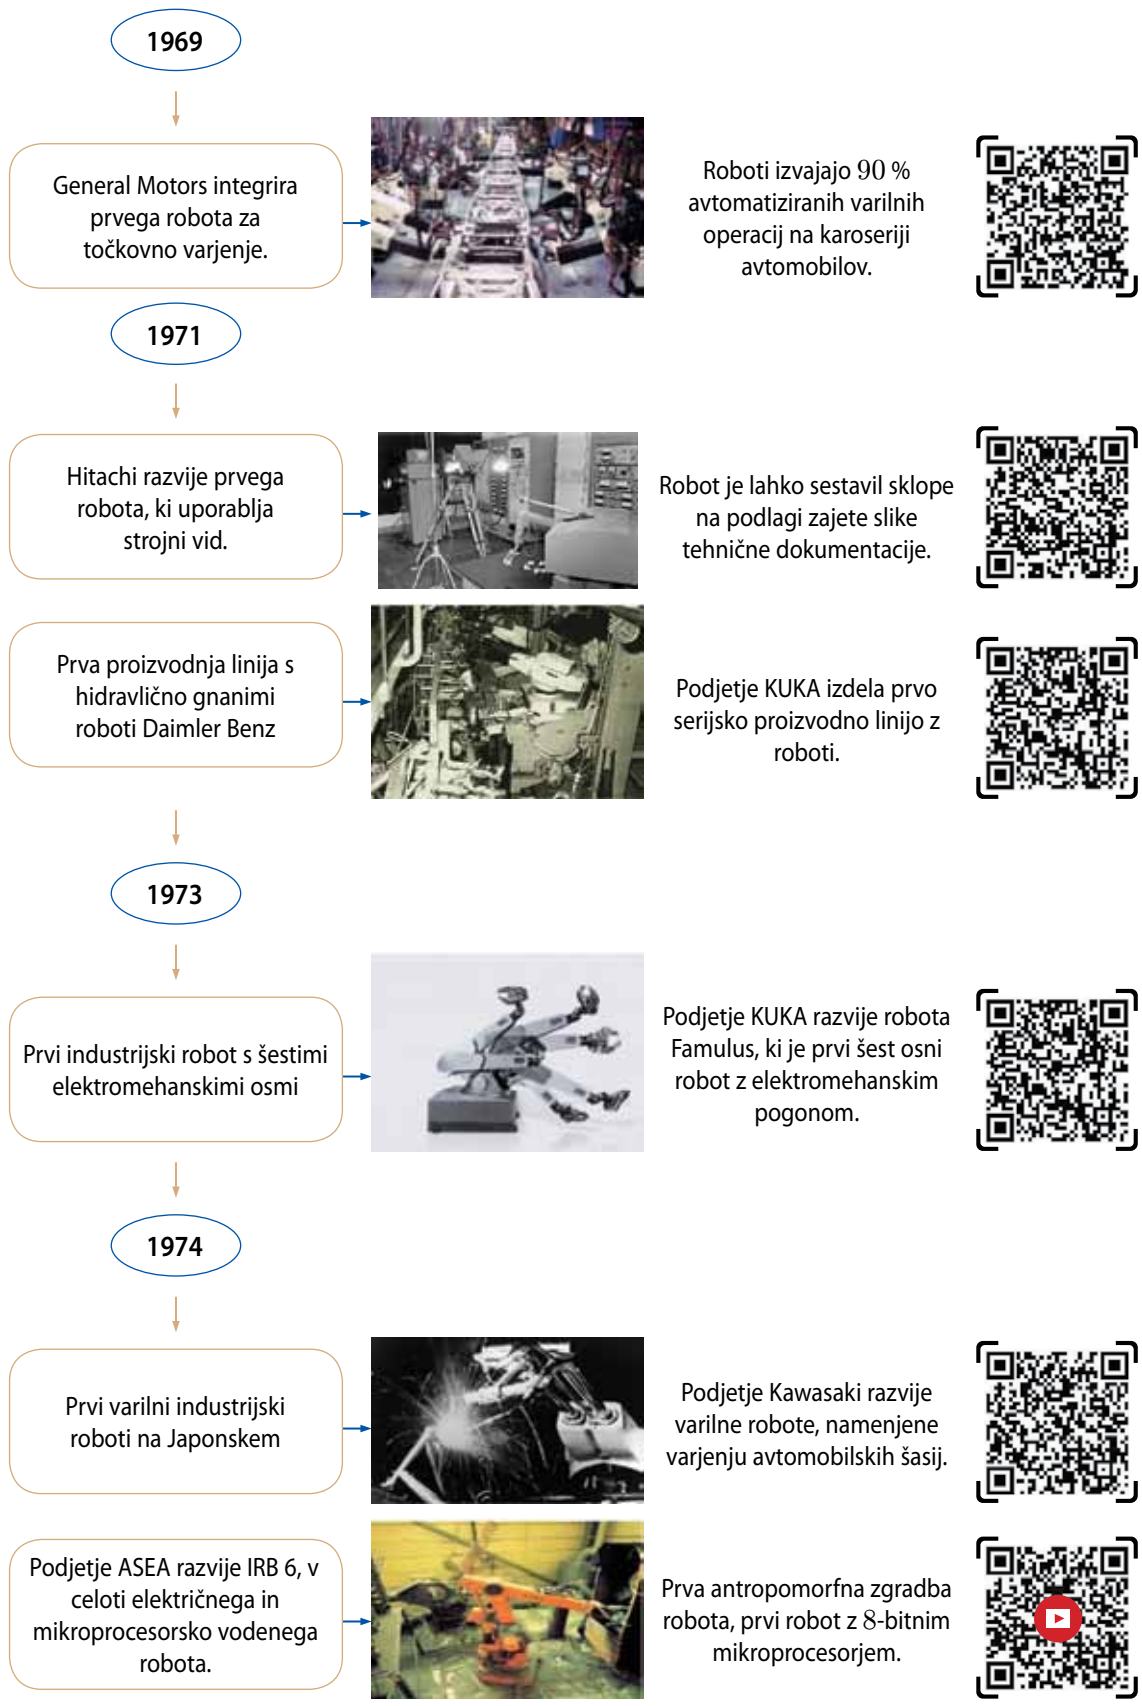 1969
General Motors integrira
prvega robota za
točkovno varjenje.
Roboti izvajajo 90 %
avtomatiziranih varilnih
operacij na karoseriji
avtomobilov.
1971
Hitachi razvije prvega
robota, ki uporablja
strojni vid.
Robot je lahko sestavil sklope
na podlagi zajete slike
tehnične dokumentacije.
Prva proizvodnja linija s
hidravlično gnanimi
roboti Daimler Benz
Podjetje KUKA izdela prvo
serijsko proizvodno linijo z
roboti.
1973
Prvi industrijski robot s šestimi
elektromehanskimi osmi
Podjetje KUKA razvije robota
Famulus, ki je prvi šest osni
robot z elektromehanskim
pogonom.
1974
Prvi varilni industrijski
roboti na Japonskem
Podjetje Kawasaki razvije
varilne robote, namenjene
varjenju avtomobilskih šasij.
Podjetje ASEA razvije IRB 6, v
celoti električnega in
mikroprocesorsko vodenega
robota.
Prva antropomorfna zgradba
robota, prvi robot z 8-bitnim
mikroprocesorjem.